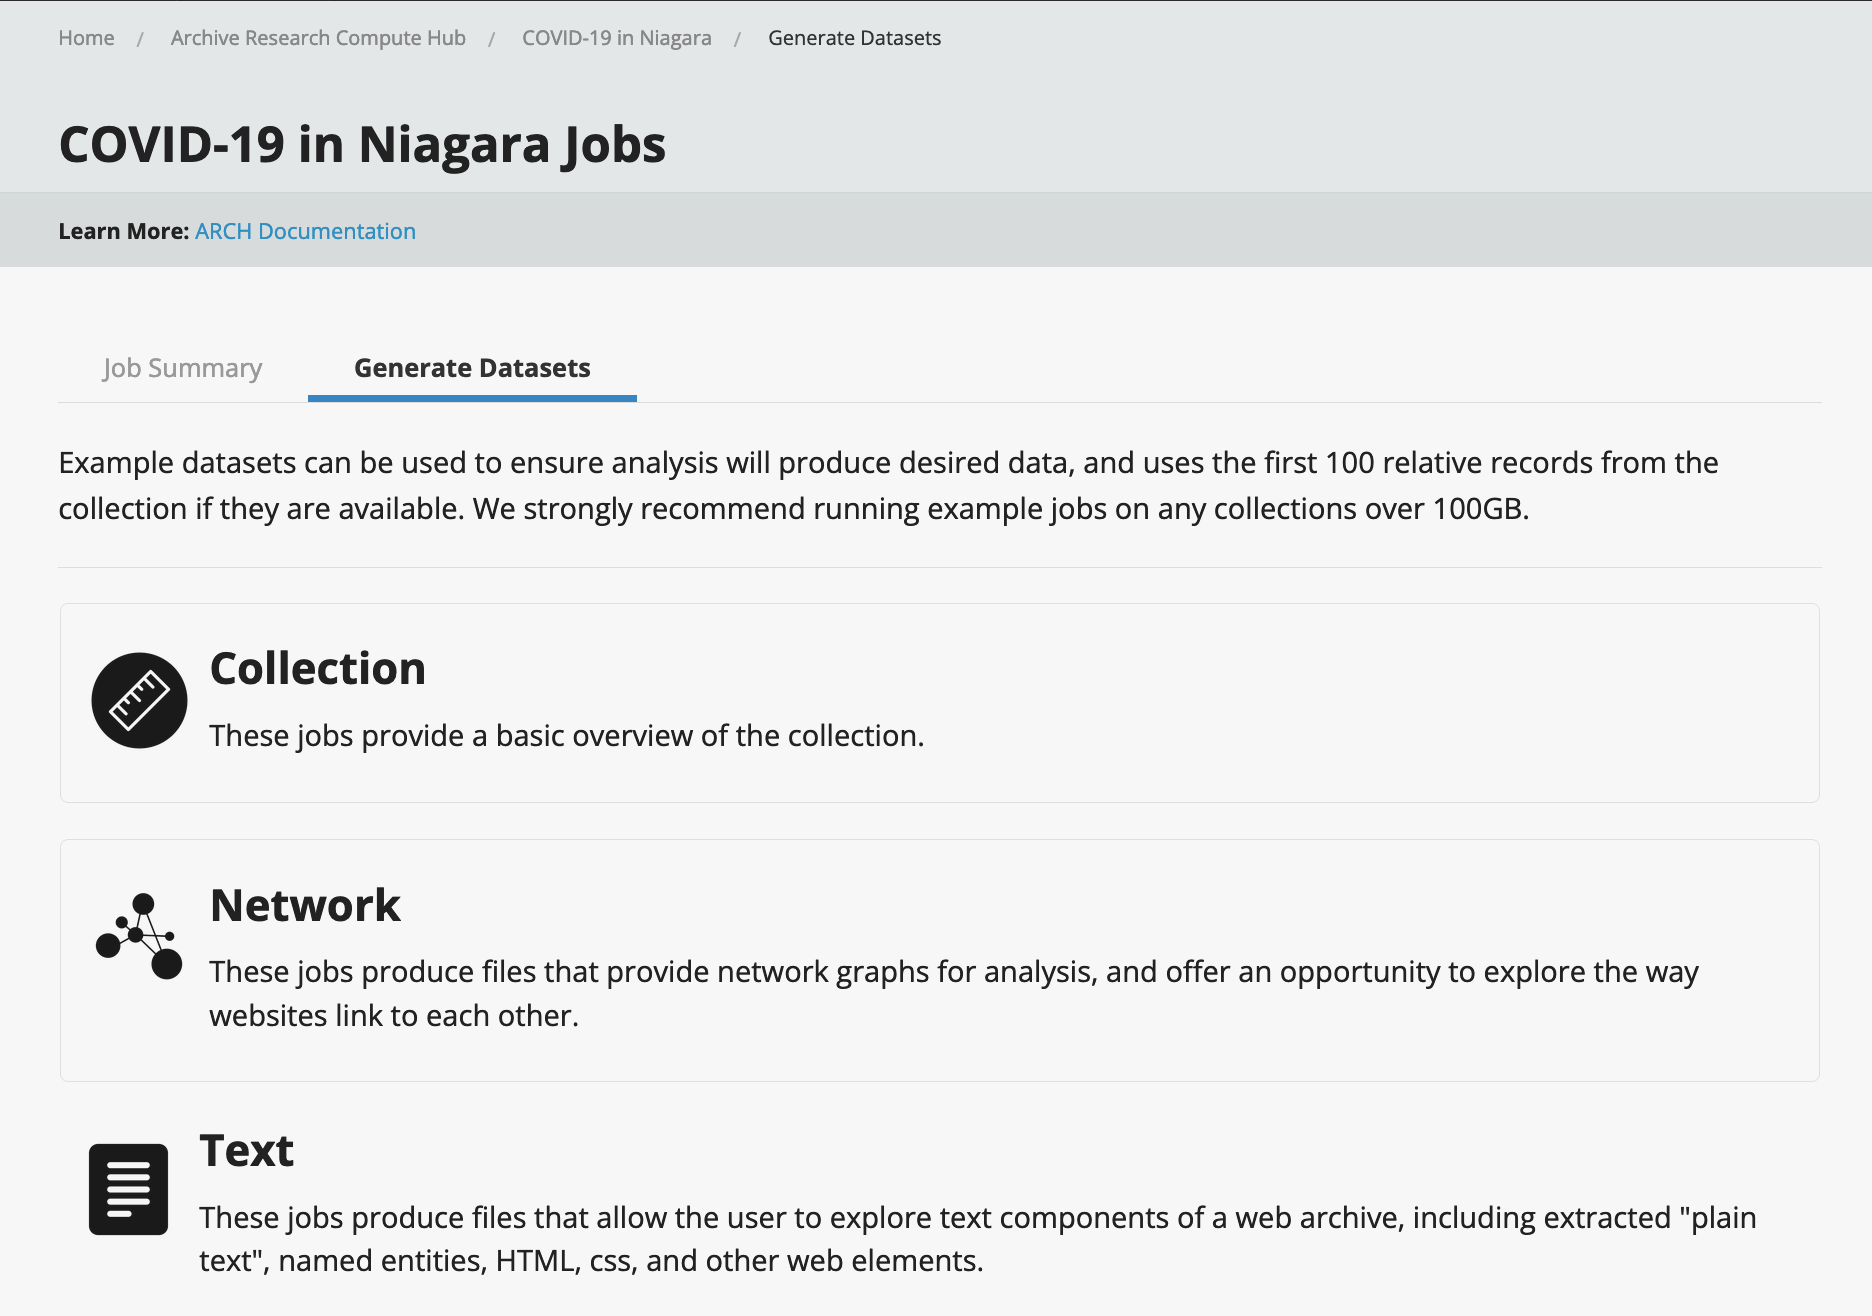 Home / Archive Research Compute Hub / COVID-19 in Niagara / Generate Datasets
COVID-19 in Niagara Jobs
Learn More: ARCH Documentation
Job Summary
Generate Datasets
Example datasets can be used to ensure analysis will produce desired data, and uses the first 100 relative records from the
collection if they are available. We strongly recommend running example jobs on any collections over 100GB.
Collection
These jobs provide a basic overview of the collection.
Network
These jobs produce files that provide network graphs for analysis, and offer an opportunity to explore the way
websites link to each other.
Text
These jobs produce files that allow the user to explore text components of a web archive, including extracted "plain
text", named entities, HTML, css, and other web elements.